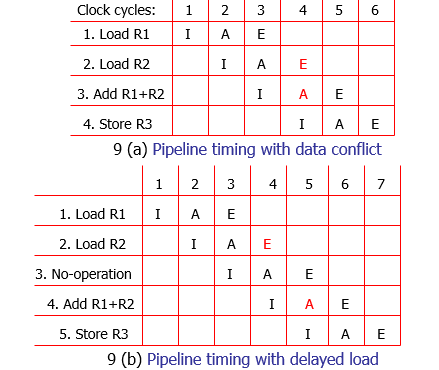 Clock cycles: 1 2 3 4 5 6
1. Load R1 I A E
2. Load R2 I A E
3. Add R1+R2 I A E
4. Store R3 I A E
9 (a) Pipeline timing with data conflict
1 2 3 4 5 6 7
1. Load R1 I A E
2. Load R2 I A E
3. No-operation I A E
4. Add R1+R2 I A E
5. Store R3 I A E
9 (b) Pipeline timing with delayed load